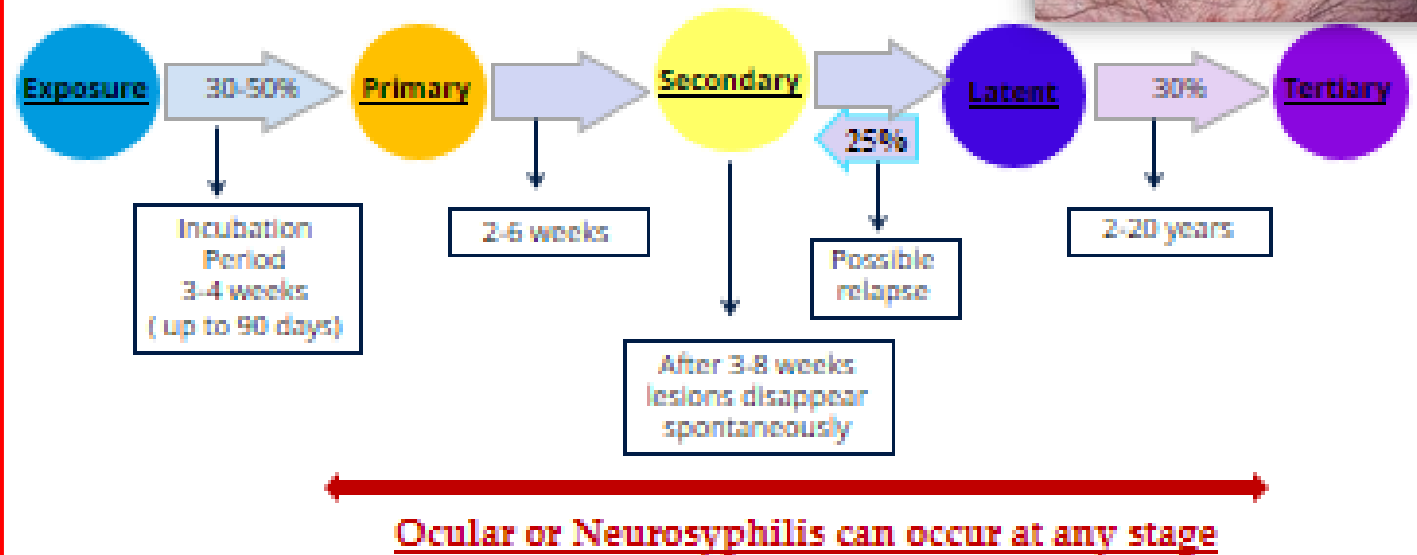 Exposure
30-50%
Primary
Secondary
25%
Latent
30%
Tertiary
Incubation
Period
3-4 weeks
( up to 90 days)
2-6 weeks
After 3-8 weeks
lesions disappear
spontaneously
Possible
relapse
2-20 years
Ocular or Neurosyphilis can occur at any stage